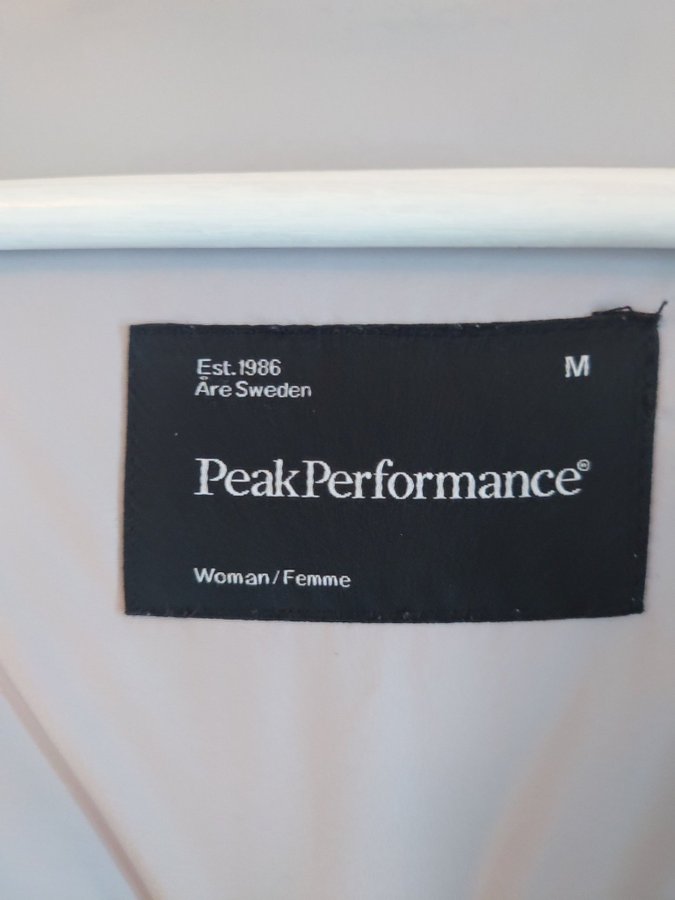 Est.1986
Åre Sweden
M
PeakPerformance®
Woman/Femme